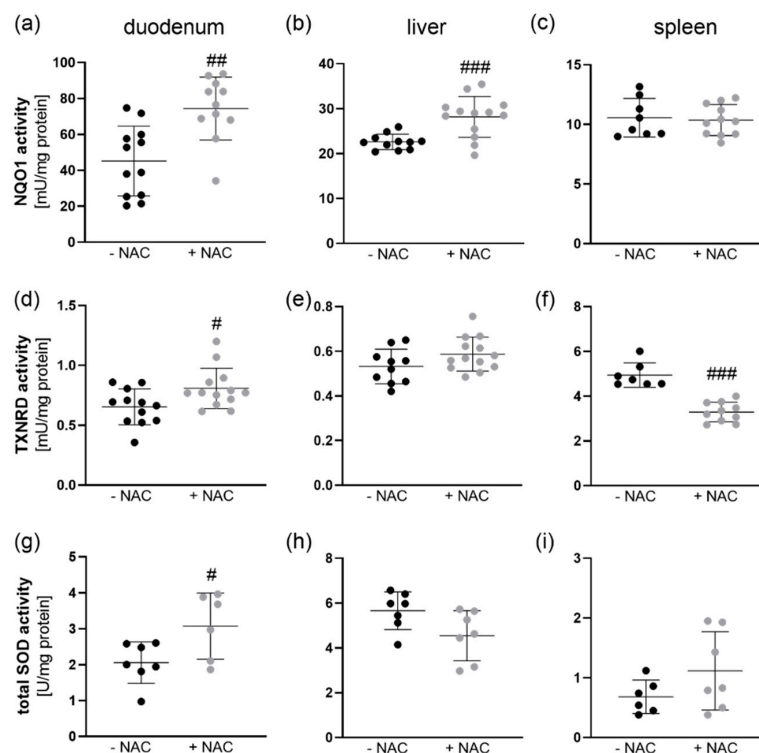 (a) duodenum (b) liver (c) spleen
NQO1 activity
[mU/mg protein]
100
80
60
40
20
0
##
- NAC + NAC
40
30
20
10
0
###
- NAC + NAC
15
10
5
0
- NAC + NAC
(d) (e) (f)
TXNRD activity
[mU/mg protein]
1.5
1.0
0.5
0.0
#
- NAC + NAC
0.8
0.6
0.4
0.2
0.0
- NAC + NAC
8
6
4
2
0
###
- NAC + NAC
(g) (h) (i)
total SOD activity
[U/mg protein]
5
4
3
2
1
0
#
- NAC + NAC
8
6
4
2
0
- NAC + NAC
3
2
1
0
- NAC + NAC